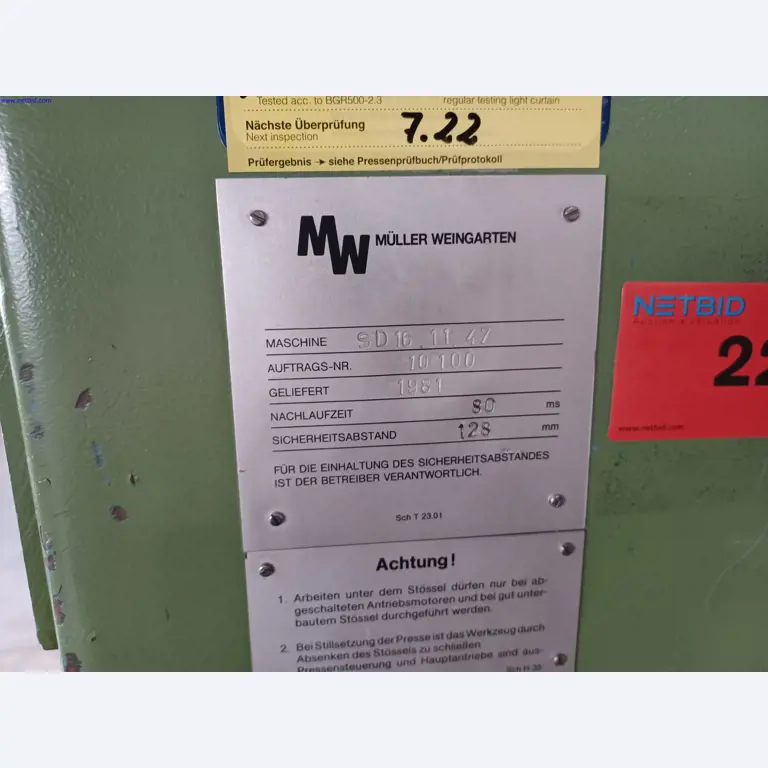 www.netbid.com
Tested acc. to BGR500-2.3 regular testing light curtain
Nächste Überprüfung 7.22
Next inspection
Prüfergebnis → siehe Pressenprüfbuch/Prüfprotokoll
MW MÜLLER WEINGARTEN
MASCHINE SD 16.11.47
AUFTRAGS-NR. 10 100
GELIEFERT 1981
NACHLAUFZEIT 80 ms
SICHERHEITSABSTAND 128 mm
FÜR DIE EINHALTUNG DES SICHERHEITSABSTANDES
IST DER BETREIBER VERANTWORTLICH.
Sch T 23.01
NETBID
22
www.netbid.com
Achtung!
1. Arbeiten unter dem Stössel dürfen nur bei ab-
geschalteten Antriebsmotoren und bei gut unter-
bautem Stössel durchgeführt werden.
2. Bei Stillsetzung der Presse ist das Werkzeug durch
Absenken des Stössels zu schließen
Pressensteuerung und Hauptantriebe sind aus-
Sch H 39